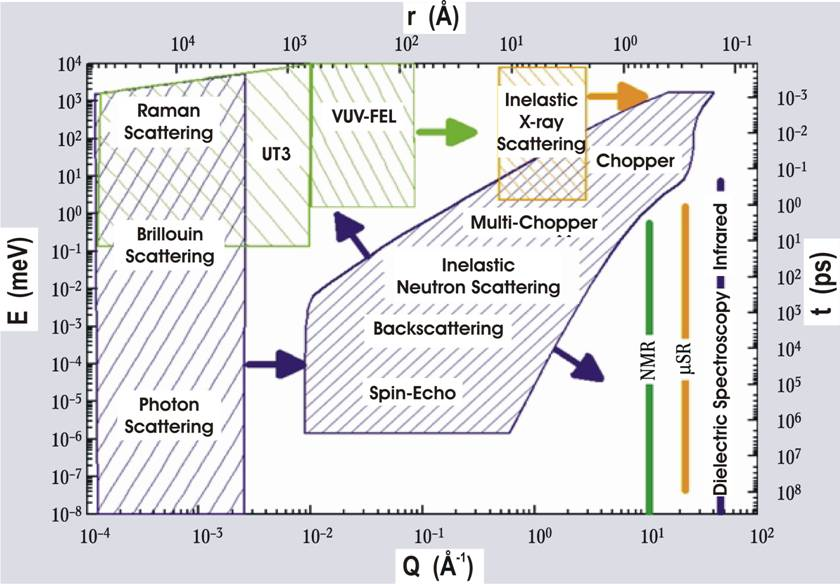 r (Å)
10⁴ 10³ 10² 10¹ 10⁰ 10⁻¹
10⁴
10³
10²
10¹
10⁰
10⁻¹
10⁻²
10⁻³
10⁻⁴
10⁻⁵
10⁻⁶
10⁻⁷
10⁻⁸
E (meV)
Raman
Scattering
UT3
VUV-FEL
Inelastic
X-ray
Scattering
Chopper
Brillouin
Scattering
Multi-Chopper
Inelastic
Neutron Scattering
Backscattering
Spin-Echo
Photon
Scattering
NMR
μSR
Dielectric Spectroscopy Infrared
10⁻³
10⁻²
10⁻¹
10⁰
10¹
10²
10³
10⁴
10⁵
10⁶
10⁷
10⁸
t (ps)
10⁻⁴ 10⁻³ 10⁻² 10⁻¹ 10⁰ 10¹ 10²
Q (Å⁻¹)